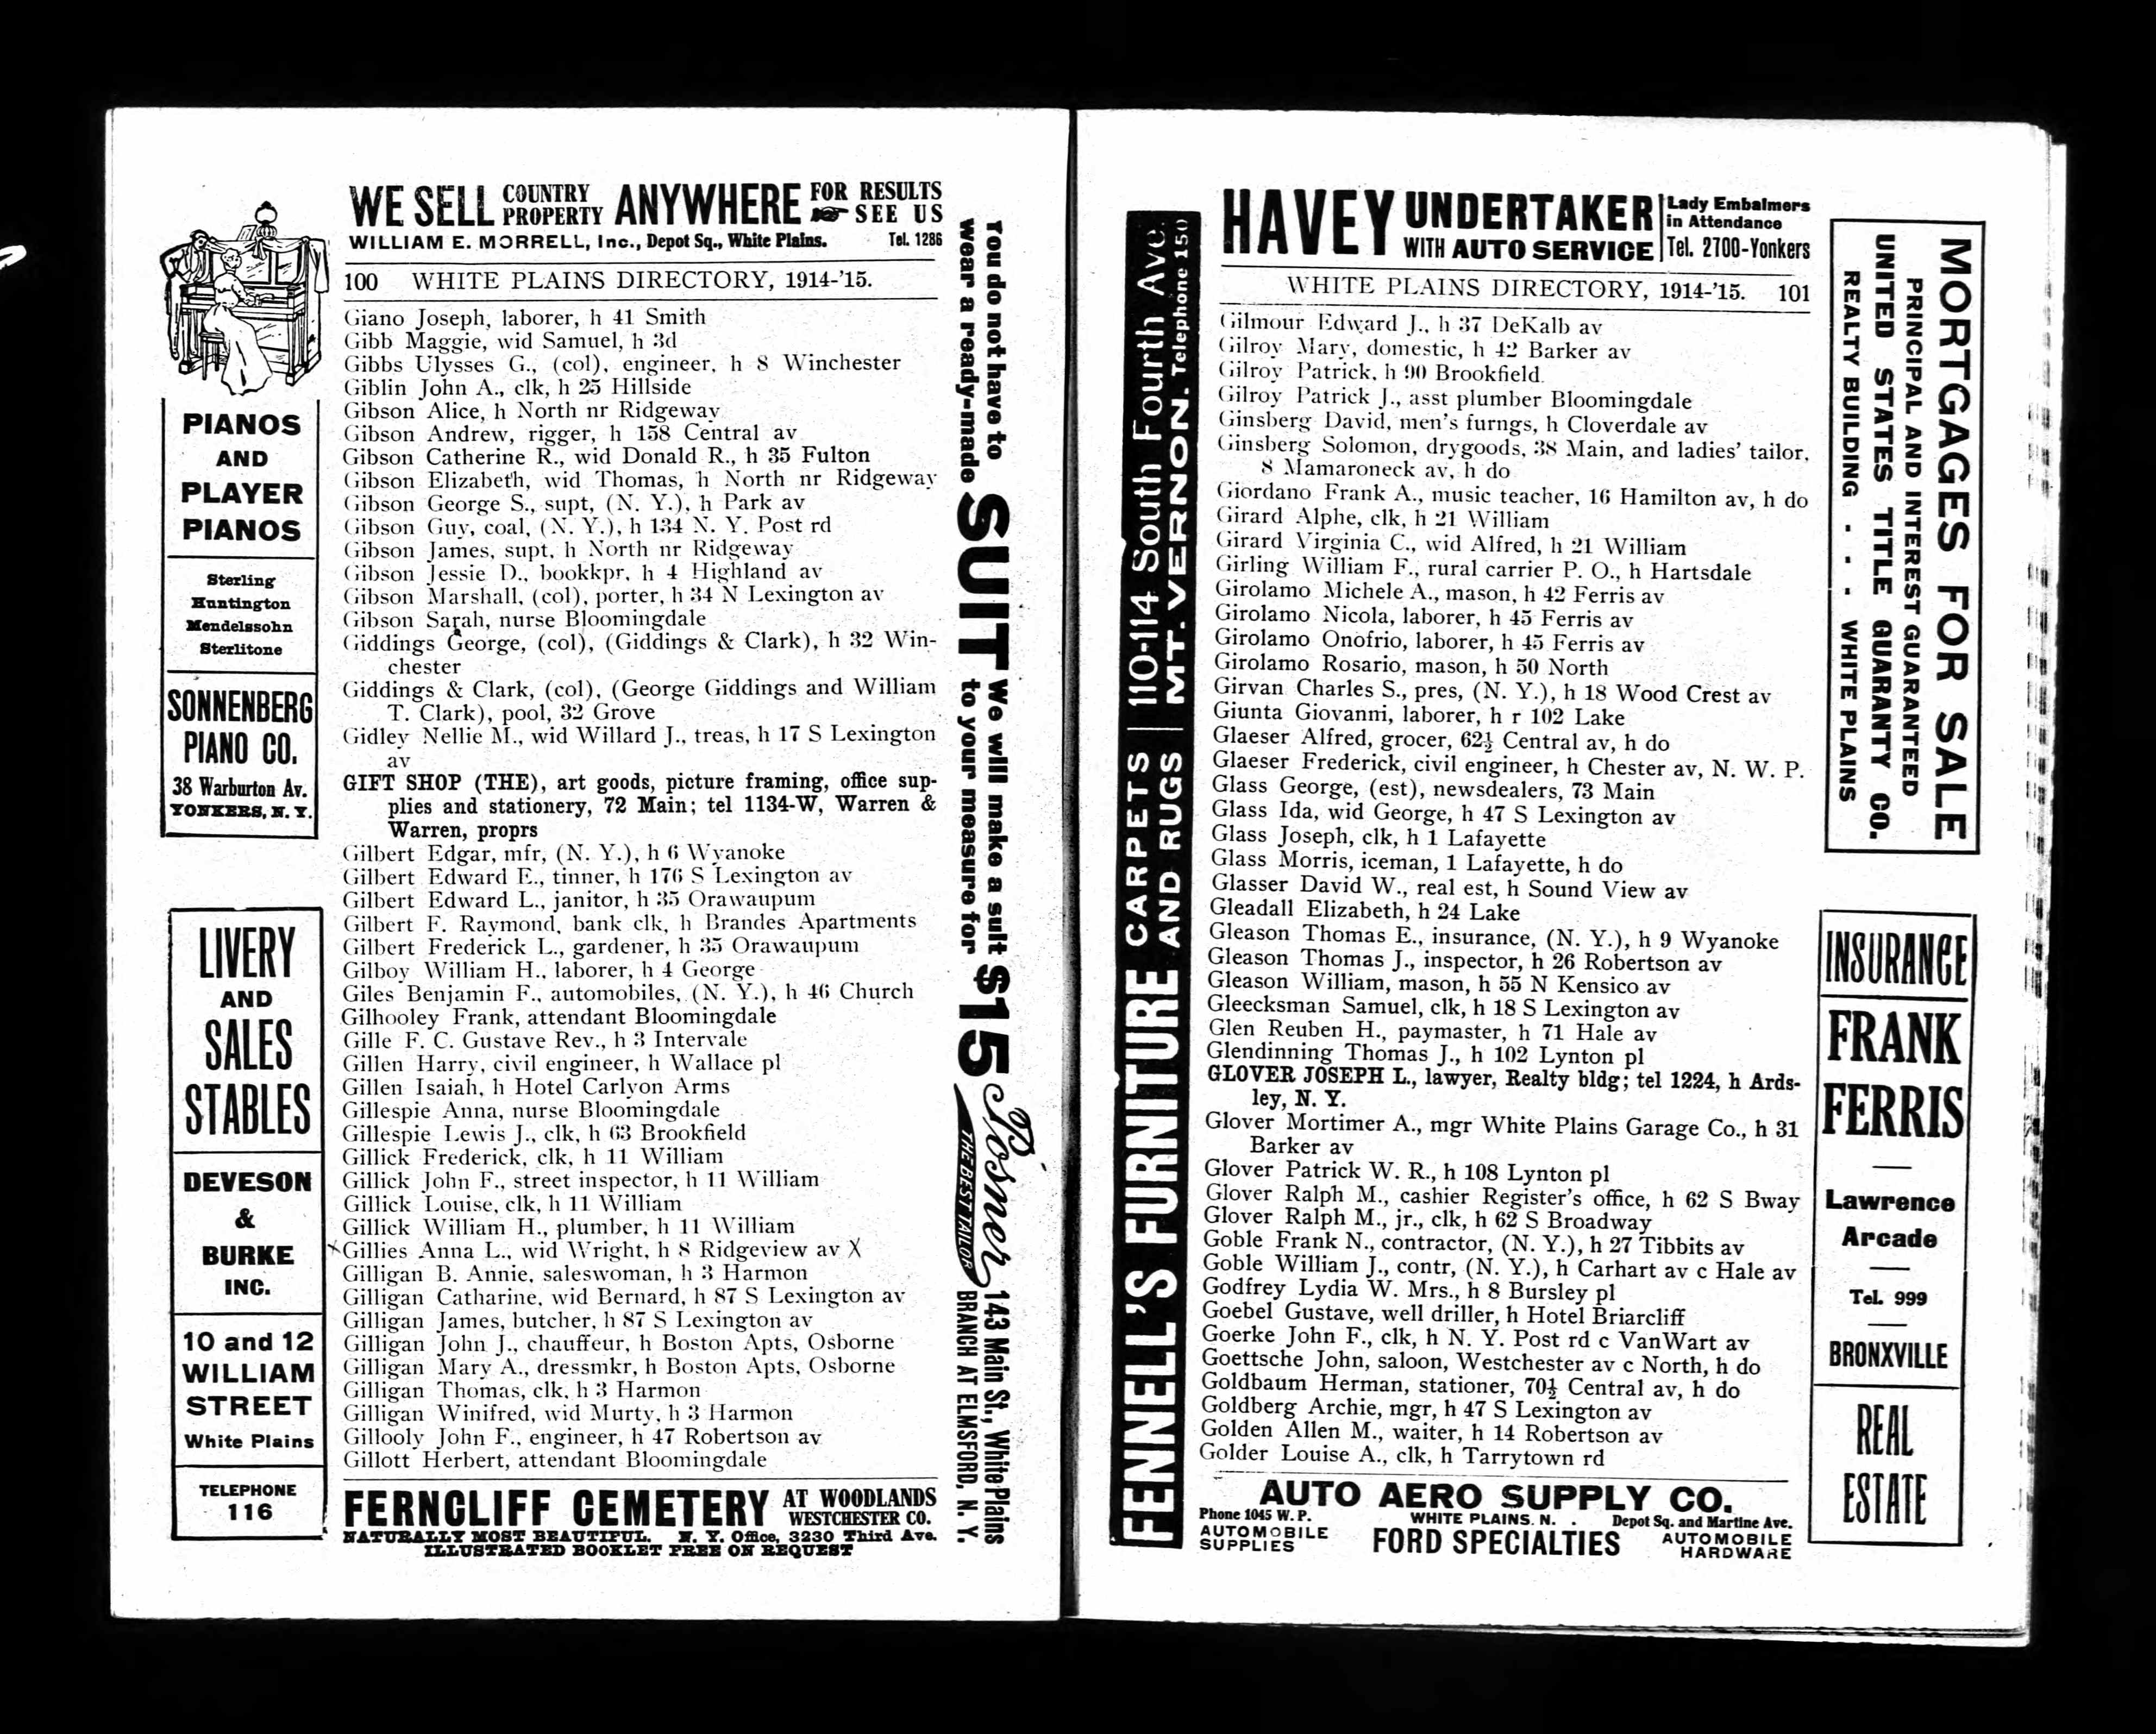 WE SELL COUNTRY PROPERTY ANYWHERE FOR RESULTS SEE US
WILLIAM E. MORRELL, Inc., Depot Sq., White Plains. Tel. 1286
100 WHITE PLAINS DIRECTORY, 1914-'15.
Giano Joseph, laborer, h 41 Smith
Gibb Maggie, wid Samuel, h 3d
Gibbs Ulysses G., (col), engineer, h 8 Winchester
Giblin John A., clk, h 25 Hillside
Gibson Alice, h North nr Ridgeway
Gibson Andrew, rigger, h 158 Central av
Gibson Catherine R., wid Donald R., h 35 Fulton
Gibson Elizabeth, wid Thomas, h North nr Ridgeway
Gibson George S., supt, (N. Y.), h Park av
Gibson Guy, coal, (N. Y.), h 134 N. Y. Post rd
Gibson James, supt, h North nr Ridgeway
Gibson Jessie D., bookkpr, h 4 Highland av
Gibson Marshall, (col), porter, h 34 N Lexington av
Gibson Sarah, nurse Bloomingdale
Giddings George, (col), (Giddings & Clark), h 32 Win-
chester
Giddings & Clark, (col), (George Giddings and William
T. Clark), pool, 32 Grove
Gidley Nellie M., wid Willard J., treas, h 17 S Lexington
av
GIFT SHOP (THE), art goods, picture framing, office sup-
plies and stationery, 72 Main; tel 1134-W, Warren &
Warren, proprs
Gilbert Edgar, mfr, (N. Y.), h 6 Wyanoke
Gilbert Edward E., tinner, h 176 S Lexington av
Gilbert Edward L., janitor, h 35 Orawaupum
Gilbert F. Raymond, bank clk, h Brandes Apartments
Gilbert Frederick L., gardener, h 35 Orawaupum
Gilboy William H., laborer, h 4 George
Giles Benjamin F., automobiles, (N. Y.), h 46 Church
Gilhooley Frank, attendant Bloomingdale
Gille F. C. Gustave Rev., h 3 Intervale
Gillen Harry, civil engineer, h Wallace pl
Gillen Isaiah, h Hotel Carlyon Arms
Gillespie Anna, nurse Bloomingdale
Gillespie Lewis J., clk, h 63 Brookfield
Gillick Frederick, clk, h 11 William
Gillick John F., street inspector, h 11 William
Gillick Louise, clk, h 11 William
Gillick William H., plumber, h 11 William
xGillies Anna L., wid Wright, h 8 Ridgeview av X
Gilligan B. Annie, saleswoman, h 3 Harmon
Gilligan Catharine, wid Bernard, h 87 S Lexington av
Gilligan James, butcher, h 87 S Lexington av
Gilligan John J., chauffeur, h Boston Apts, Osborne
Gilligan Mary A., dressmkr, h Boston Apts, Osborne
Gilligan Thomas, clk, h 3 Harmon
Gilligan Winifred, wid Murty, h 3 Harmon
Gillooly John F., engineer, h 47 Robertson av
Gillott Herbert, attendant Bloomingdale
FERNCLIFF CEMETERY AT WOODLANDS WESTCHESTER CO.
NATURALLY MOST BEAUTIFUL. N. Y. Office, 3230 Third Ave.
ILLUSTRATED BOOKLET FREE ON REQUEST
PIANOS
AND
PLAYER
PIANOS
Sterling
Huntington
Mendelssohn
Sterlitone
SONNENBERG
PIANO CO.
38 Warburton Av.
YONKERS, N. Y.
LIVERY
AND
SALES
STABLES
DEVESON
&
BURKE
INC.
10 and 12
WILLIAM
STREET
White Plains
TELEPHONE
116
You do not have to wear a ready-made SUIT We will make a suit to your measure for $15 Posner THE BEST TAILOR 143 Main St., White Plains
BRANCH AT ELMSFORD, N. Y.
FENNELL'S FURNITURE CARPETS AND RUGS 110-114 South Fourth Ave. MT. VERNON. Telephone 150
HAVEY UNDERTAKER WITH AUTO SERVICE Lady Embalmers in Attendance Tel. 2700-Yonkers
WHITE PLAINS DIRECTORY, 1914-'15. 101
Gilmour Edward J., h 37 DeKalb av
Gilroy Mary, domestic, h 42 Barker av
Gilroy Patrick, h 90 Brookfield
Gilroy Patrick J., asst plumber Bloomingdale
Ginsberg David, men's furngs, h Cloverdale av
Ginsberg Solomon, drygoods, 38 Main, and ladies' tailor,
8 Mamaroneck av, h do
Giordano Frank A., music teacher, 16 Hamilton av, h do
Girard Alphe, clk, h 21 William
Girard Virginia C., wid Alfred, h 21 William
Girling William F., rural carrier P. O., h Hartsdale
Girolamo Michele A., mason, h 42 Ferris av
Girolamo Nicola, laborer, h 45 Ferris av
Girolamo Onofrio, laborer, h 45 Ferris av
Girolamo Rosario, mason, h 50 North
Girvan Charles S., pres, (N. Y.), h 18 Wood Crest av
Giunta Giovanni, laborer, h r 102 Lake
Glaeser Alfred, grocer, 62½ Central av, h do
Glaeser Frederick, civil engineer, h Chester av, N. W. P.
Glass George, (est), newsdealers, 73 Main
Glass Ida, wid George, h 47 S Lexington av
Glass Joseph, clk, h 1 Lafayette
Glass Morris, iceman, 1 Lafayette, h do
Glasser David W., real est, h Sound View av
Gleadall Elizabeth, h 24 Lake
Gleason Thomas E., insurance, (N. Y.), h 9 Wyanoke
Gleason Thomas J., inspector, h 26 Robertson av
Gleason William, mason, h 55 N Kensico av
Gleecksman Samuel, clk, h 18 S Lexington av
Glen Reuben H., paymaster, h 71 Hale av
Glendinning Thomas J., h 102 Lynton pl
GLOVER JOSEPH L., lawyer, Realty bldg; tel 1224, h Ards-
ley, N. Y.
Glover Mortimer A., mgr White Plains Garage Co., h 31
Barker av
Glover Patrick W. R., h 108 Lynton pl
Glover Ralph M., cashier Register's office, h 62 S Bway
Glover Ralph M., jr., clk, h 62 S Broadway
Goble Frank N., contractor, (N. Y.), h 27 Tibbits av
Goble William J., contr, (N. Y.), h Carhart av c Hale av
Godfrey Lydia W. Mrs., h 8 Bursley pl
Goebel Gustave, well driller, h Hotel Briarcliff
Goerke John F., clk, h N. Y. Post rd c VanWart av
Goettsche John, saloon, Westchester av c North, h do
Goldbaum Herman, stationer, 70½ Central av, h do
Goldberg Archie, mgr, h 47 S Lexington av
Golden Allen M., waiter, h 14 Robertson av
Golder Louise A., clk, h Tarrytown rd
AUTO AERO SUPPLY CO.
Phone 1045 W. P. WHITE PLAINS. N. . Depot Sq. and Martine Ave.
AUTOMOBILE SUPPLIES FORD SPECIALTIES AUTOMOBILE HARDWARE
MORTGAGES FOR SALE
PRINCIPAL AND INTEREST GUARANTEED
UNITED STATES TITLE GUARANTY CO.
REALTY BUILDING - - - WHITE PLAINS
INSURANCE
FRANK
FERRIS
Lawrence
Arcade
Tel. 999
BRONXVILLE
REAL
ESTATE